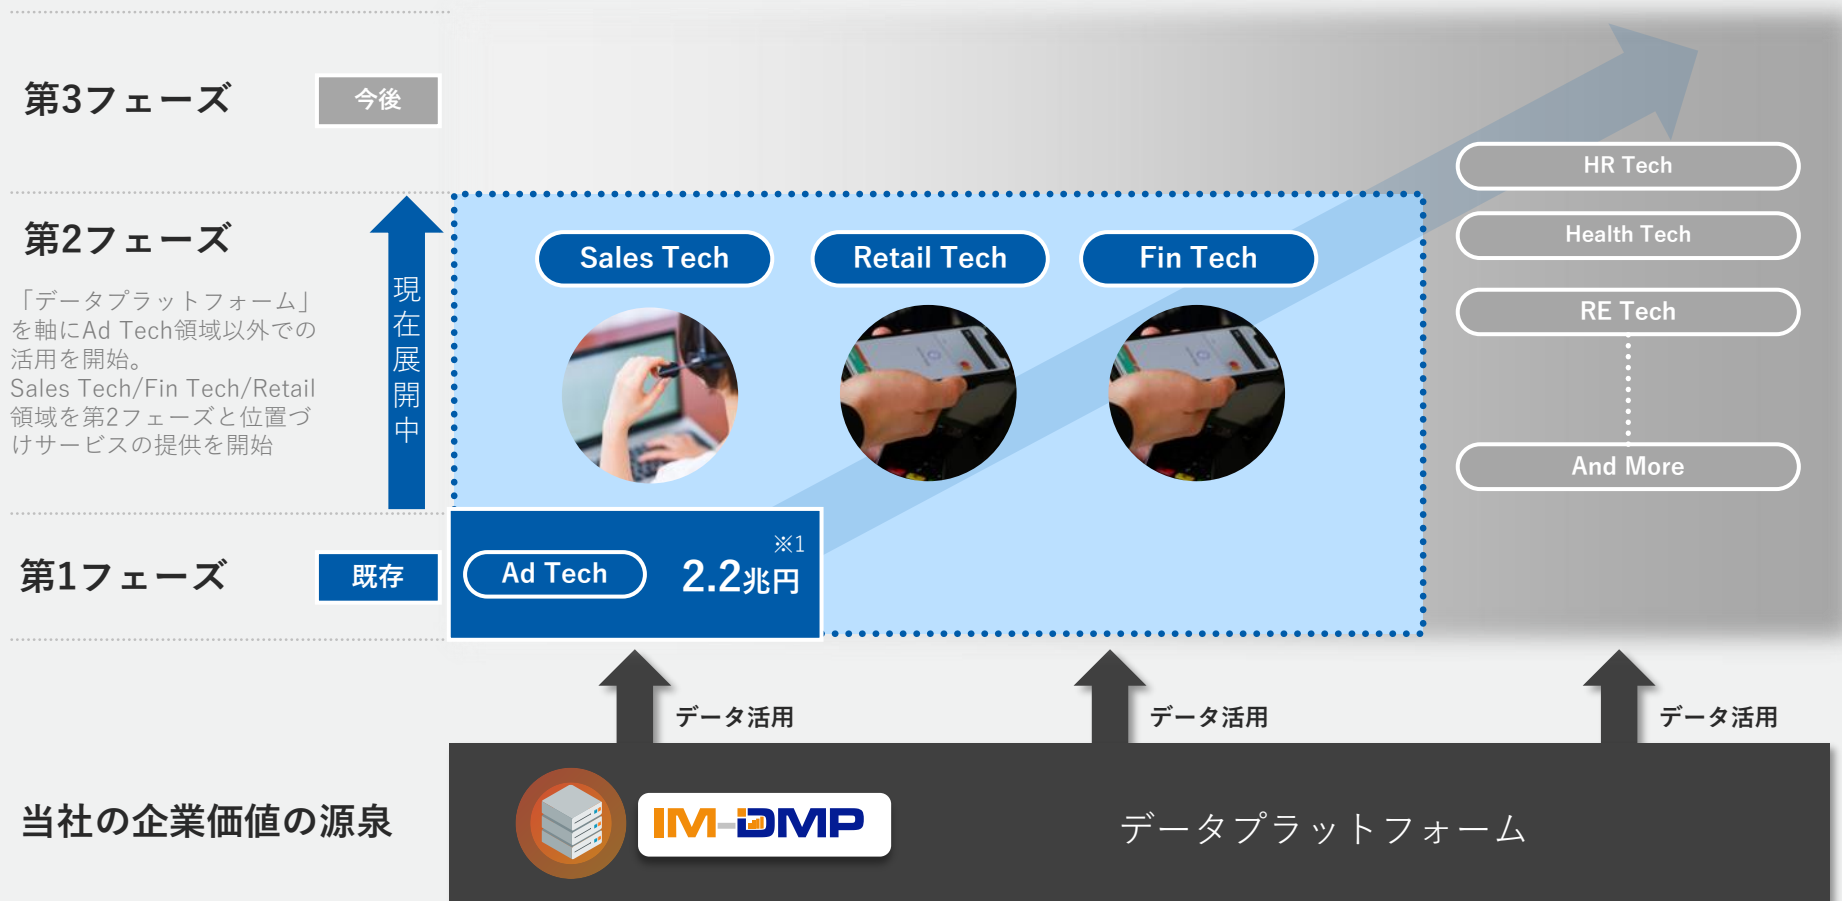 第3フェーズ
今後
HR Tech
第2フェーズ
「データプラットフォーム」
を軸にAd Tech領域以外での
活用を開始。
Sales Tech/Fin Tech/Retail
領域を第2フェーズと位置づ
けサービスの提供を開始
現在展開中
Sales Tech
Retail Tech
Fin Tech
Health Tech
RE Tech
And More
第1フェーズ
既存
Ad Tech
※1
2.2兆円
データ活用
データ活用
データ活用
当社の企業価値の源泉
IM-DMP
データプラットフォーム